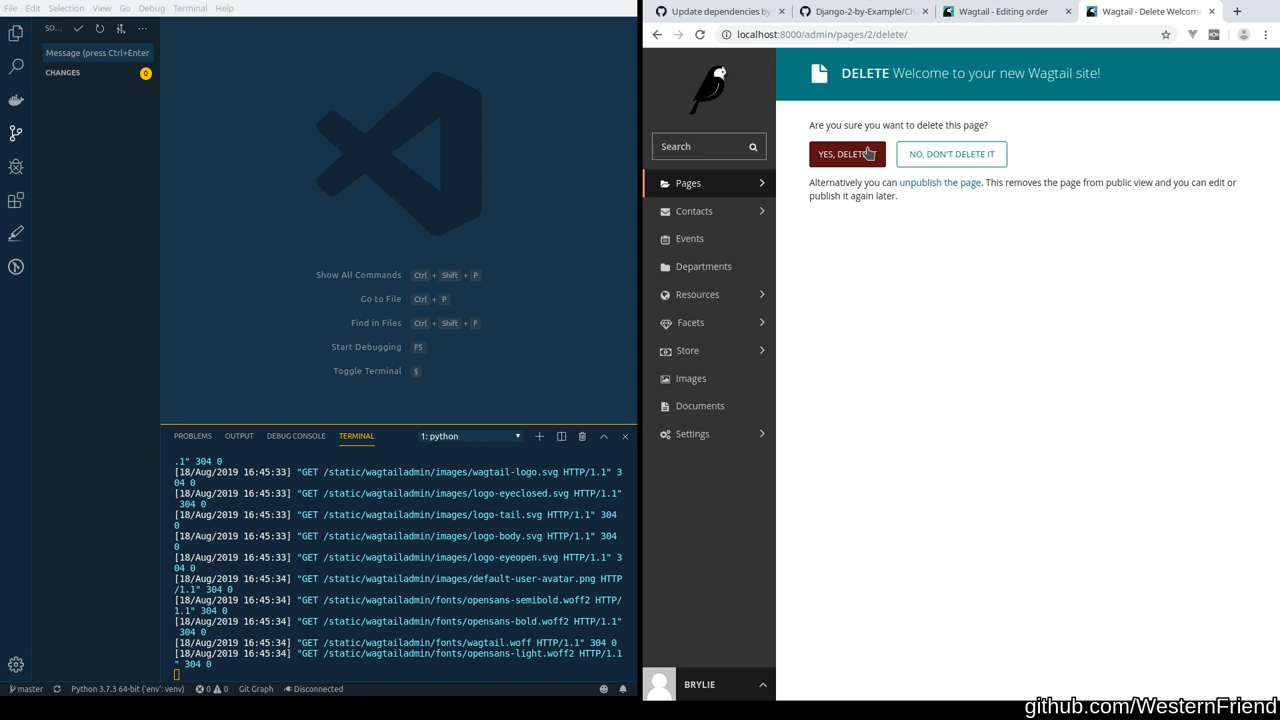 File Edit Selection View Go Debug Terminal Help
SO...
Message (press Ctrl+Enter
CHANGES 0
Show All Commands Ctrl + Shift + P
Go to File Ctrl + P
Find in Files Ctrl + Shift + F
Start Debugging F5
Toggle Terminal §
PROBLEMS OUTPUT DEBUG CONSOLE TERMINAL 1: python
.1" 304 0
[18/Aug/2019 16:45:33] "GET /static/wagtailadmin/images/wagtail-logo.svg HTTP/1.1" 3
04 0
[18/Aug/2019 16:45:33] "GET /static/wagtailadmin/images/logo-eyeclosed.svg HTTP/1.1"
304 0
[18/Aug/2019 16:45:33] "GET /static/wagtailadmin/images/logo-tail.svg HTTP/1.1" 304
0
[18/Aug/2019 16:45:33] "GET /static/wagtailadmin/images/logo-body.svg HTTP/1.1" 304
0
[18/Aug/2019 16:45:33] "GET /static/wagtailadmin/images/logo-eyeopen.svg HTTP/1.1" 3
04 0
[18/Aug/2019 16:45:34] "GET /static/wagtailadmin/images/default-user-avatar.png HTTP
/1.1" 304 0
[18/Aug/2019 16:45:34] "GET /static/wagtailadmin/fonts/opensans-semibold.woff2 HTTP/
1.1" 304 0
[18/Aug/2019 16:45:34] "GET /static/wagtailadmin/fonts/opensans-bold.woff2 HTTP/1.1"
304 0
[18/Aug/2019 16:45:34] "GET /static/wagtailadmin/fonts/wagtail.woff HTTP/1.1" 304 0
[18/Aug/2019 16:45:34] "GET /static/wagtailadmin/fonts/opensans-light.woff2 HTTP/1.1
" 304 0
master Python 3.7.3 64-bit ('env': venv) 0 0 Git Graph Disconnected
Update dependencies by Django-2-by-Example/Ch Wagtail - Editing order Wagtail - Delete Welcome
localhost:8000/admin/pages/2/delete/
Search
Pages
Contacts
Events
Departments
Resources
Facets
Store
Images
Documents
Settings
BRYLIE
DELETE Welcome to your new Wagtail site!
Are you sure you want to delete this page?
YES, DELETE NO, DON'T DELETE IT
Alternatively you can unpublish the page. This removes the page from public view and you can edit or
publish it again later.
github.com/WesternFriend